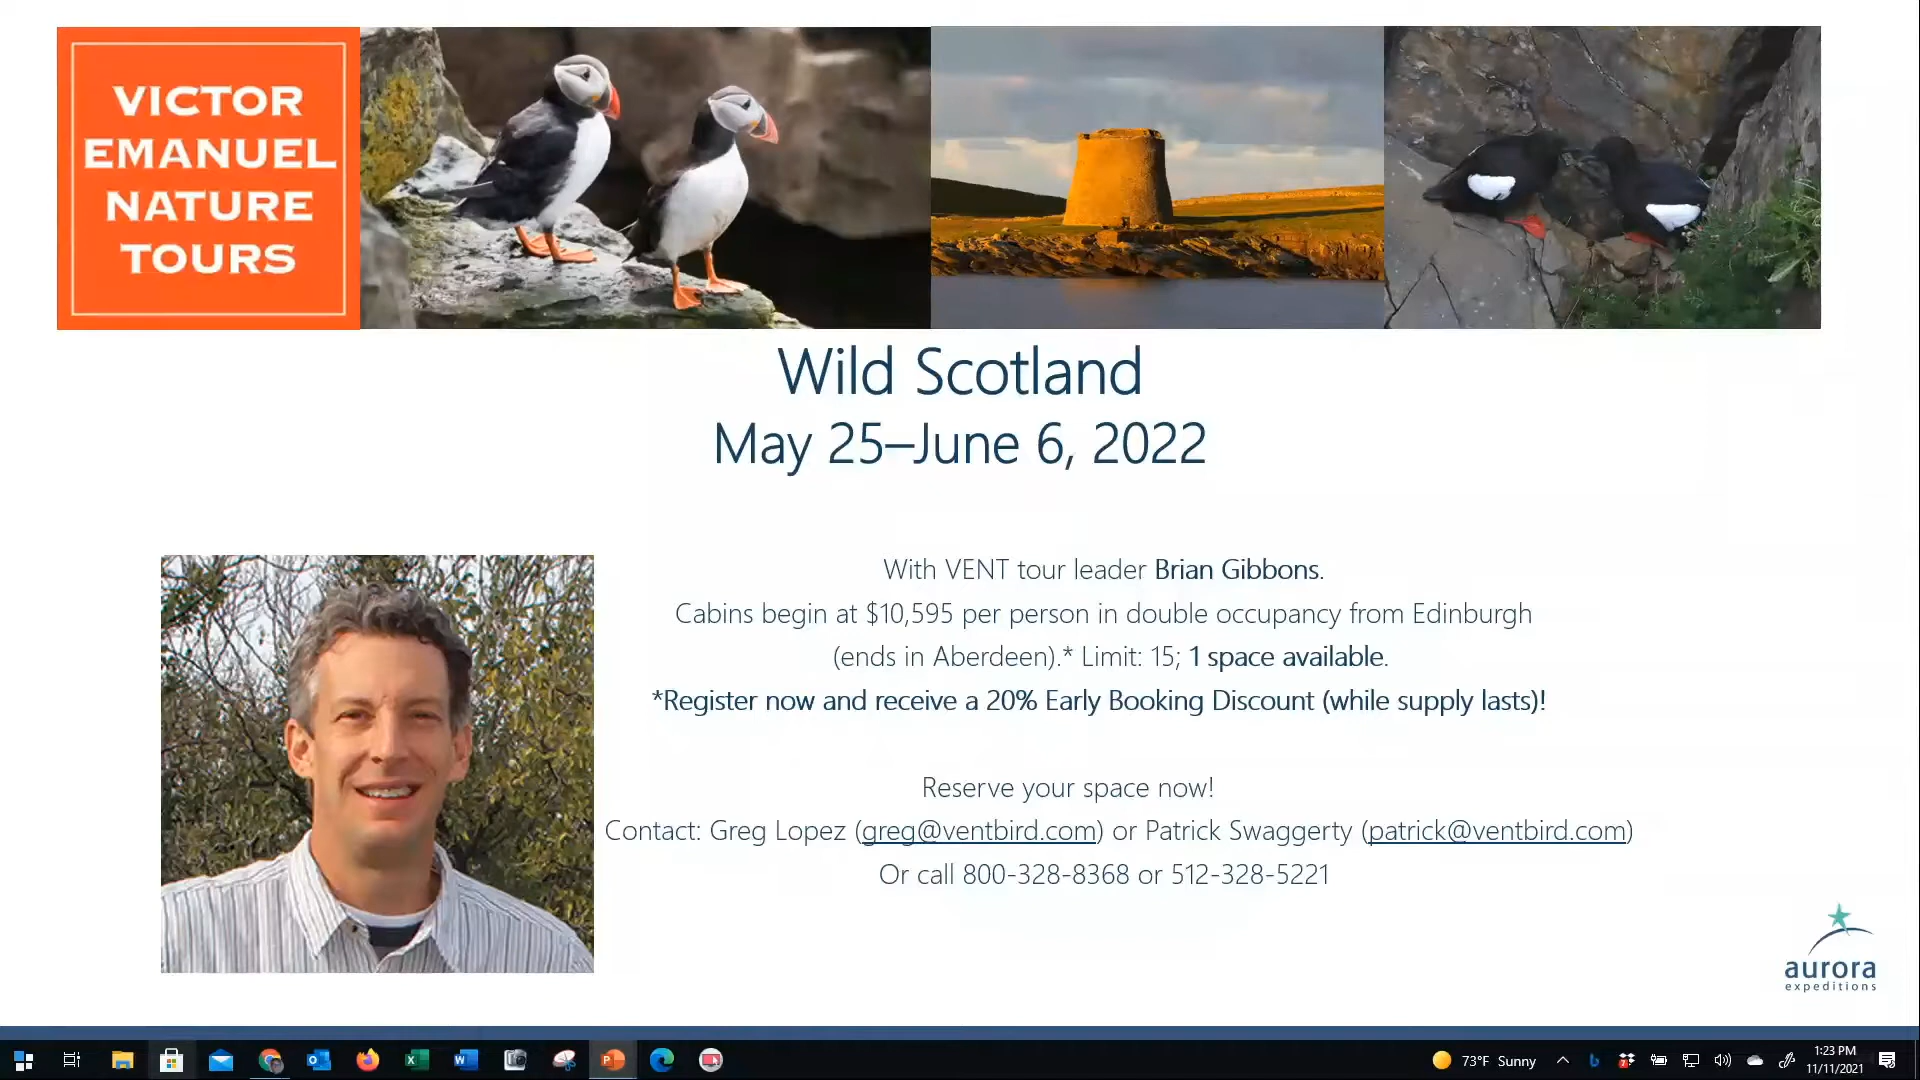 VICTOR
EMANUEL
NATURE
TOURS
Wild Scotland
May 25–June 6, 2022
With VENT tour leader Brian Gibbons.
Cabins begin at $10,595 per person in double occupancy from Edinburgh
(ends in Aberdeen).* Limit: 15; 1 space available.
*Register now and receive a 20% Early Booking Discount (while supply lasts)!
Reserve your space now!
Contact: Greg Lopez (greg@ventbird.com) or Patrick Swaggerty (patrick@ventbird.com)
Or call 800-328-8368 or 512-328-5221
aurora
expeditions
73°F Sunny
1:23 PM
11/11/2021